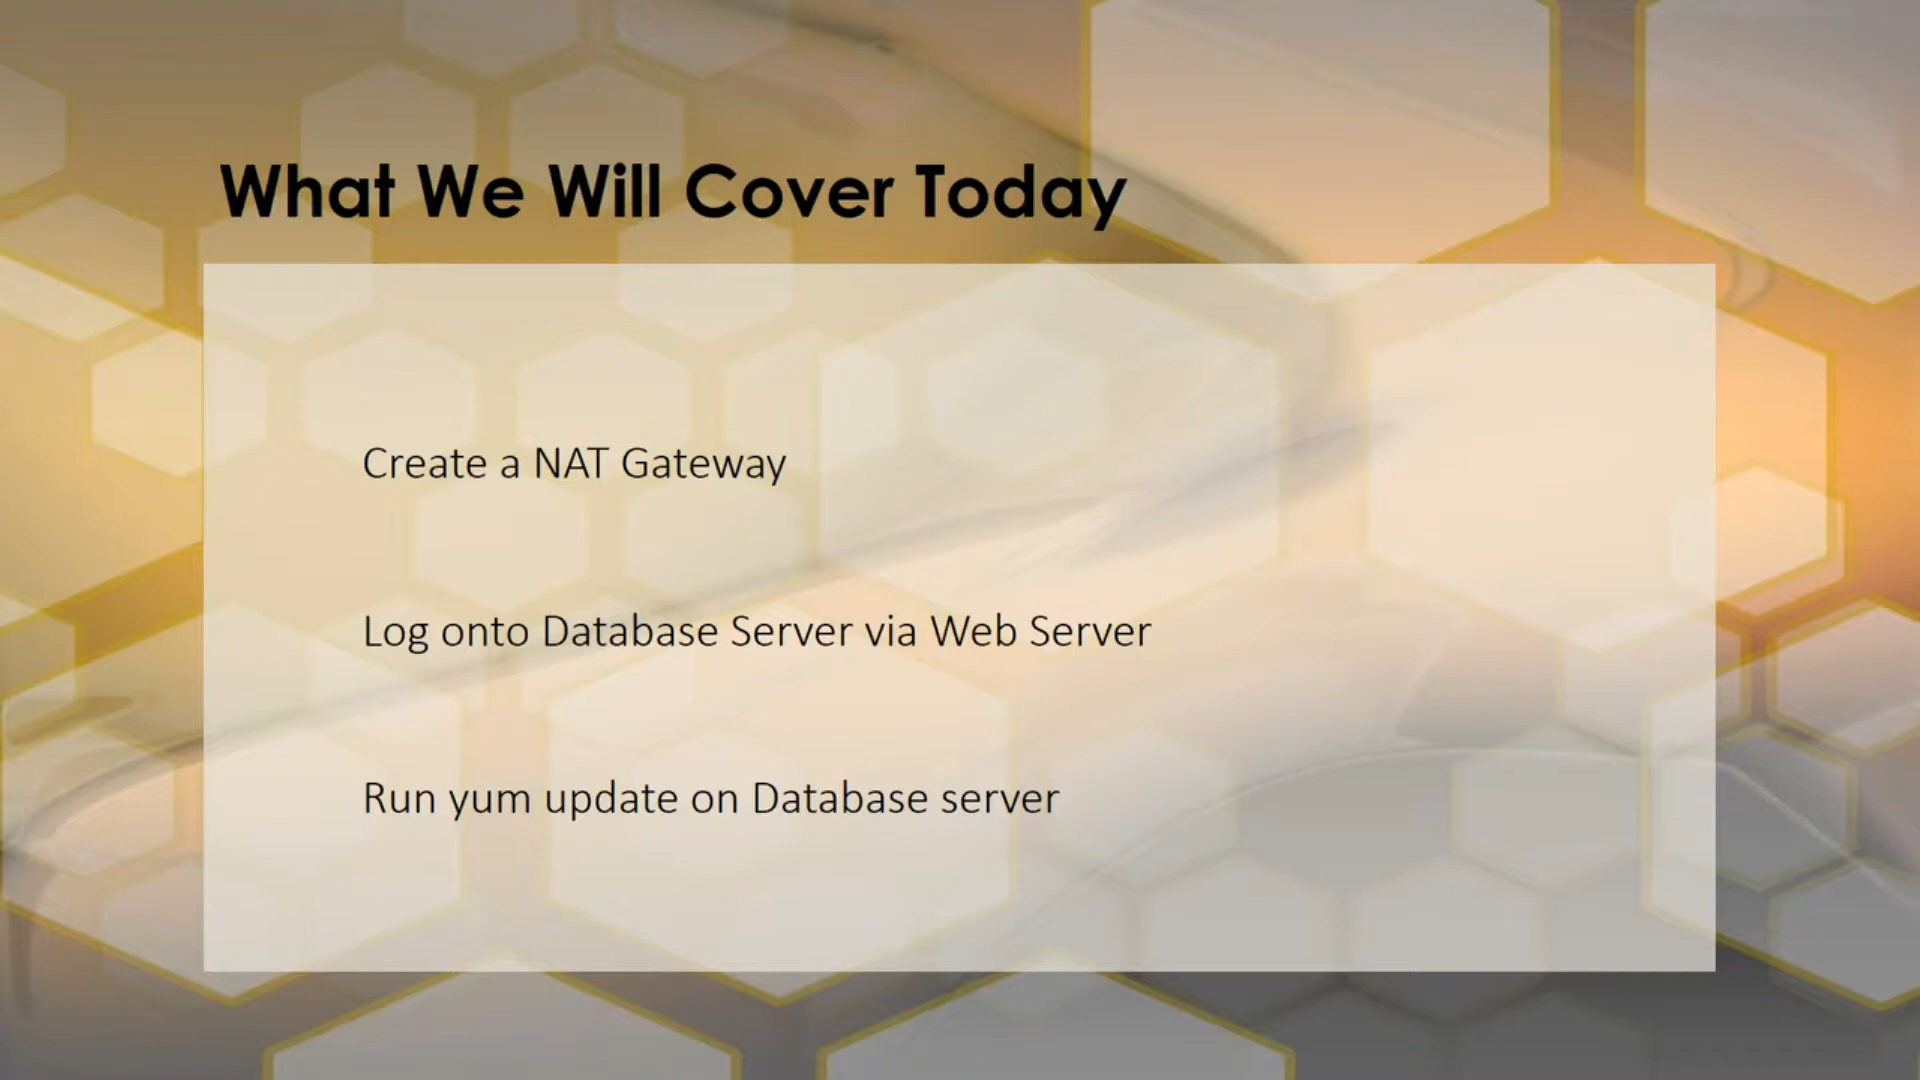 What We Will Cover Today
Create a NAT Gateway
Log onto Database Server via Web Server
Run yum update on Database server